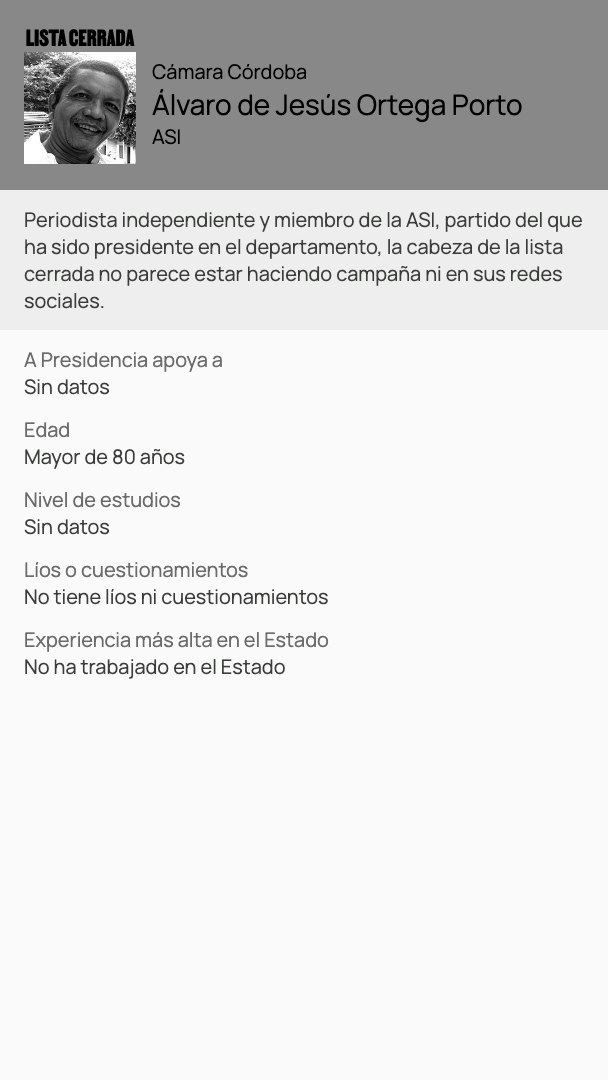 LISTA CERRADA
Cámara Córdoba
Álvaro de Jesús Ortega Porto
ASI
Periodista independiente y miembro de la ASI, partido del que
ha sido presidente en el departamento, la cabeza de la lista
cerrada no parece estar haciendo campaña ni en sus redes
sociales.
A Presidencia apoya a
Sin datos
Edad
Mayor de 80 años
Nivel de estudios
Sin datos
Líos o cuestionamientos
No tiene líos ni cuestionamientos
Experiencia más alta en el Estado
No ha trabajado en el Estado